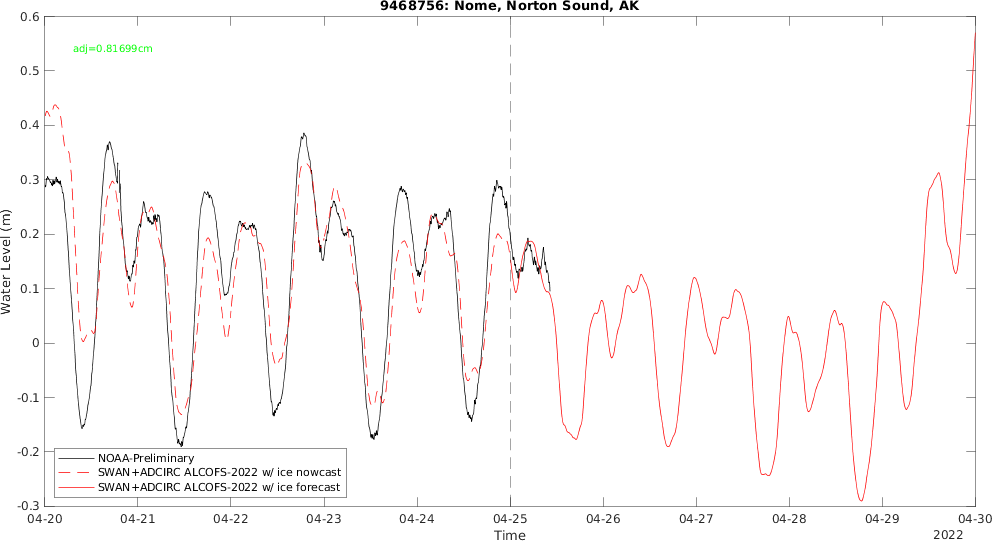 9468756: Nome, Norton Sound, AK
adj=0.81699cm
Water Level (m)
0.6
0.5
0.4
0.3
0.2
0.1
0
-0.1
-0.2
-0.3
NOAA-Preliminary
SWAN+ADCIRC ALCOFS-2022 w/ ice nowcast
SWAN+ADCIRC ALCOFS-2022 w/ ice forecast
04-20 04-21 04-22 04-23 04-24 04-25 04-26 04-27 04-28 04-29 04-30
Time
2022